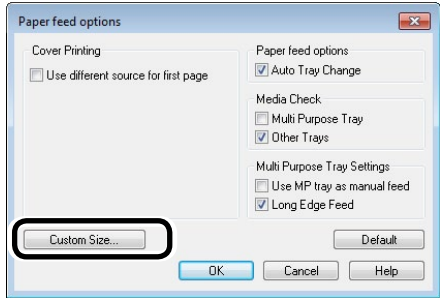 Paper feed options
Cover Printing
Use different source for first page
Paper feed options
Auto Tray Change
Media Check
Multi Purpose Tray
Other Trays
Multi Purpose Tray Settings
Use MP tray as manual feed
Long Edge Feed
Custom Size...
Default
OK
Cancel
Help